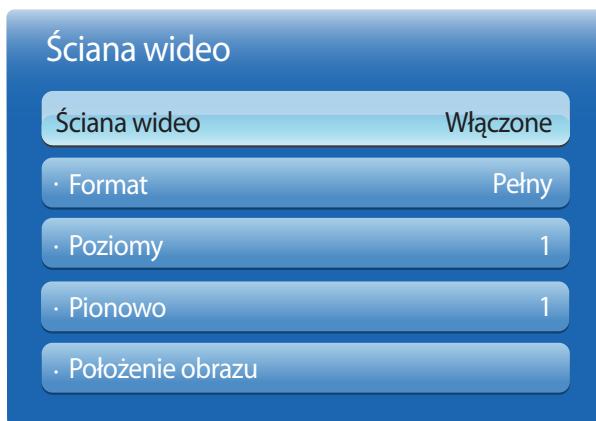 Ściana wideo
Ściana wideo Włączone
· Format Pełny
· Poziomy 1
· Pionowo 1
· Położenie obrazu